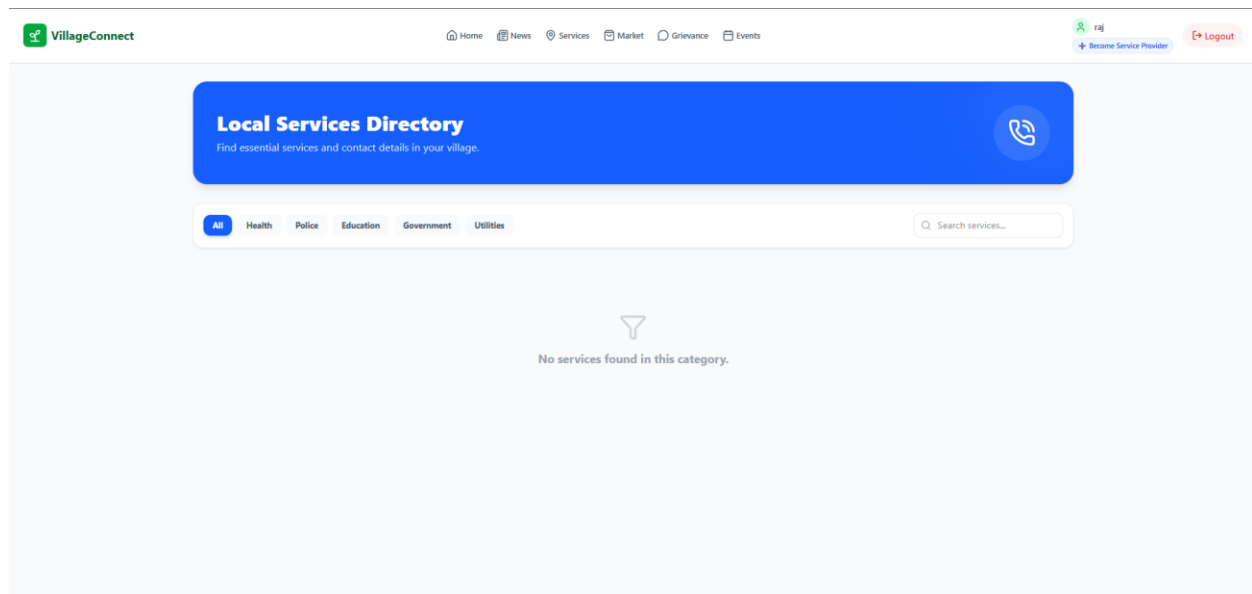 VillageConnect
Home News Services Market Grievance Events
raj
+ Become Service Provider
Logout
Local Services Directory
Find essential services and contact details in your village.
All Health Police Education Government Utilities
Search services...
No services found in this category.